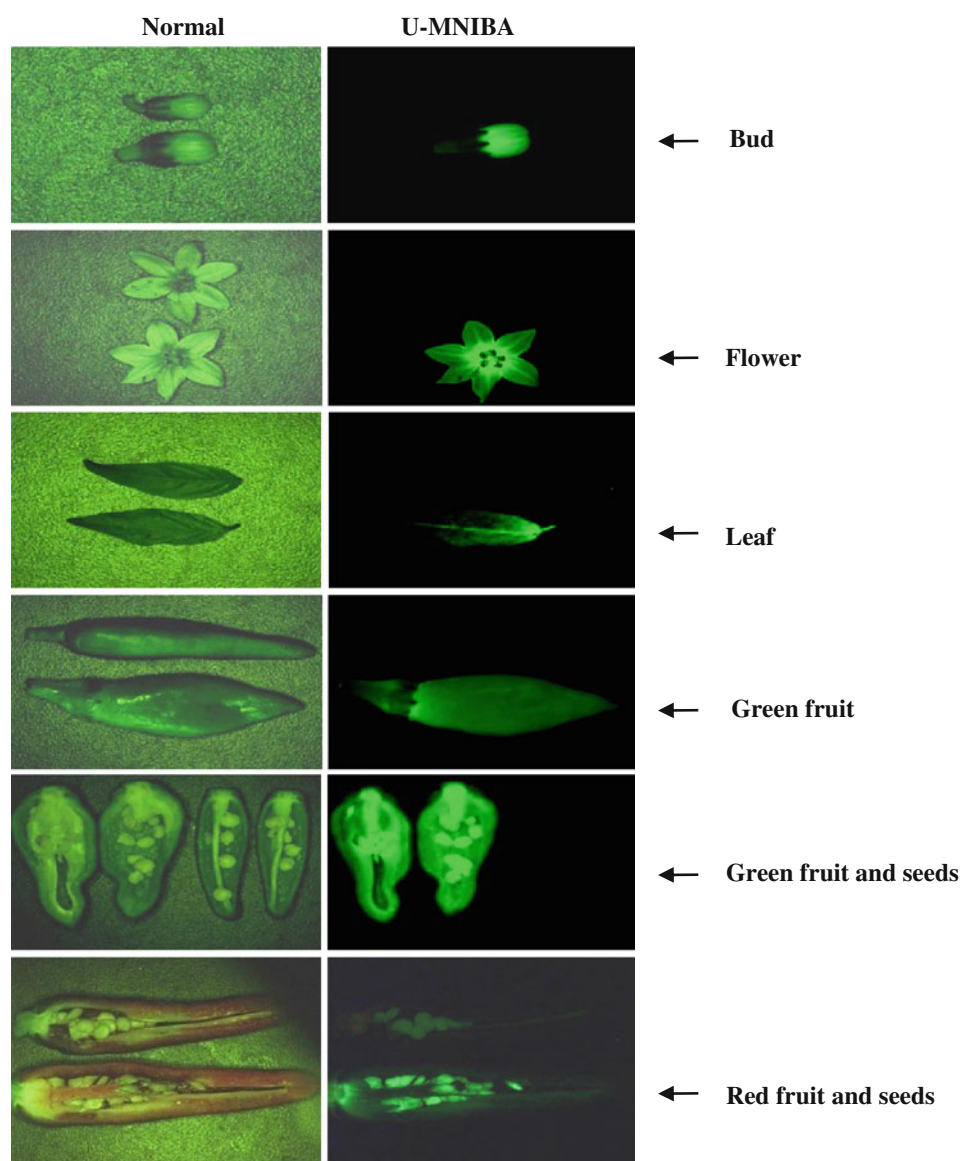 Normal U-MNIBA
Bud
Flower
Leaf
Green fruit
Green fruit and seeds
Red fruit and seeds